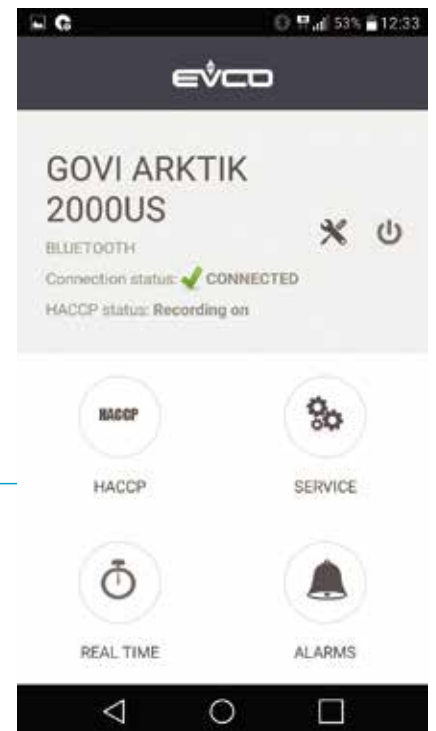 53% 12:33
evco
GOVI ARKTIK
2000US
BLUETOOTH
Connection status: CONNECTED
HACCP status: Recording on
HACCP
HACCP
SERVICE
REAL TIME
ALARMS